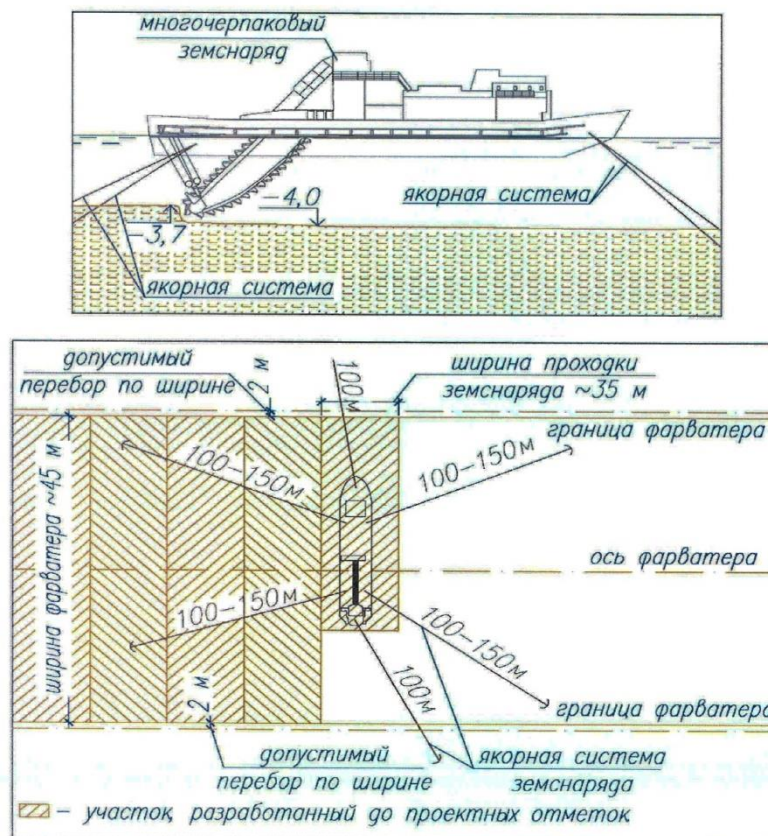 многочерпаковый
земснаряд
якорная система
-4,0
-3,7
якорная система
допустимый
перебор по ширине
2 м
100м
ширина проходки
земснаряда ~35 м
граница фарватера
100-150м
100-150м
ширина фарватера ~45 м
ось фарватера
100-150м
100-150м
100м
2 м
граница фарватера
допустимый
перебор по ширине
якорная система
земснаряда
– участок, разработанный до проектных отметок